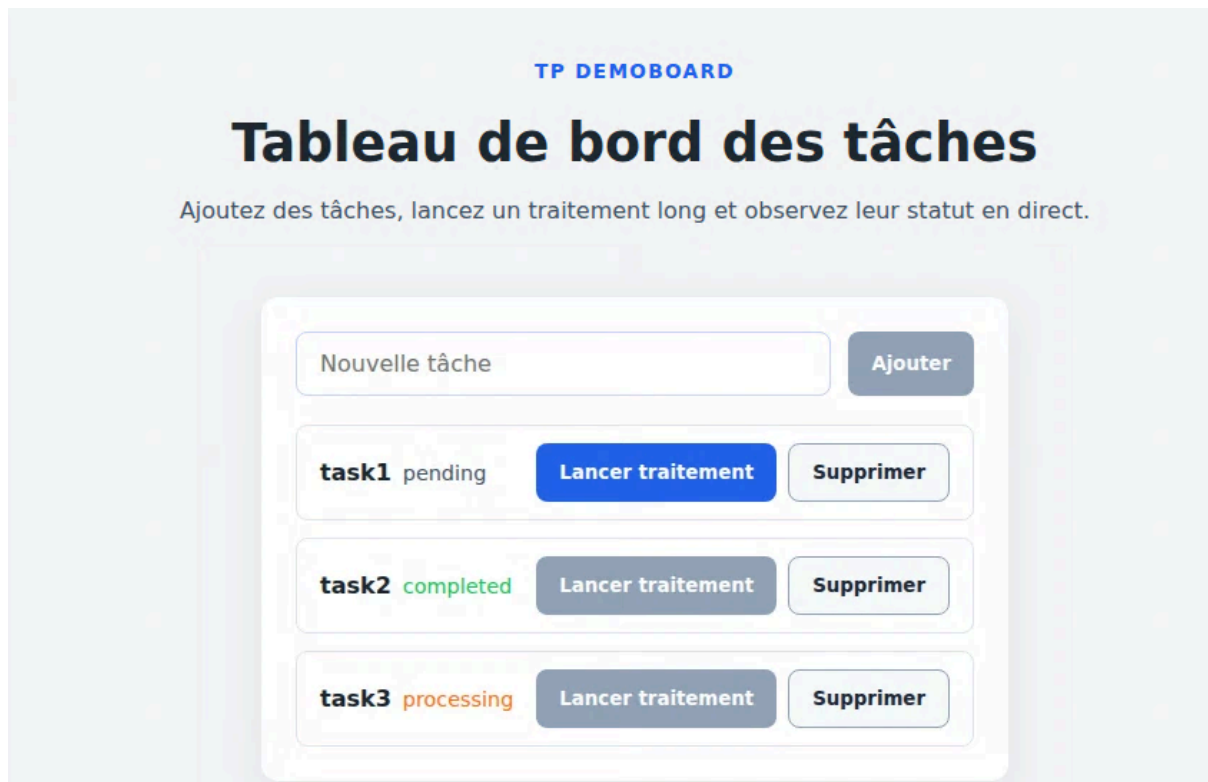 TP DEMOBOARD
Tableau de bord des tâches
Ajoutez des tâches, lancez un traitement long et observez leur statut en direct.
Nouvelle tâche Ajouter
task1 pending Lancer traitement Supprimer
task2 completed Lancer traitement Supprimer
task3 processing Lancer traitement Supprimer